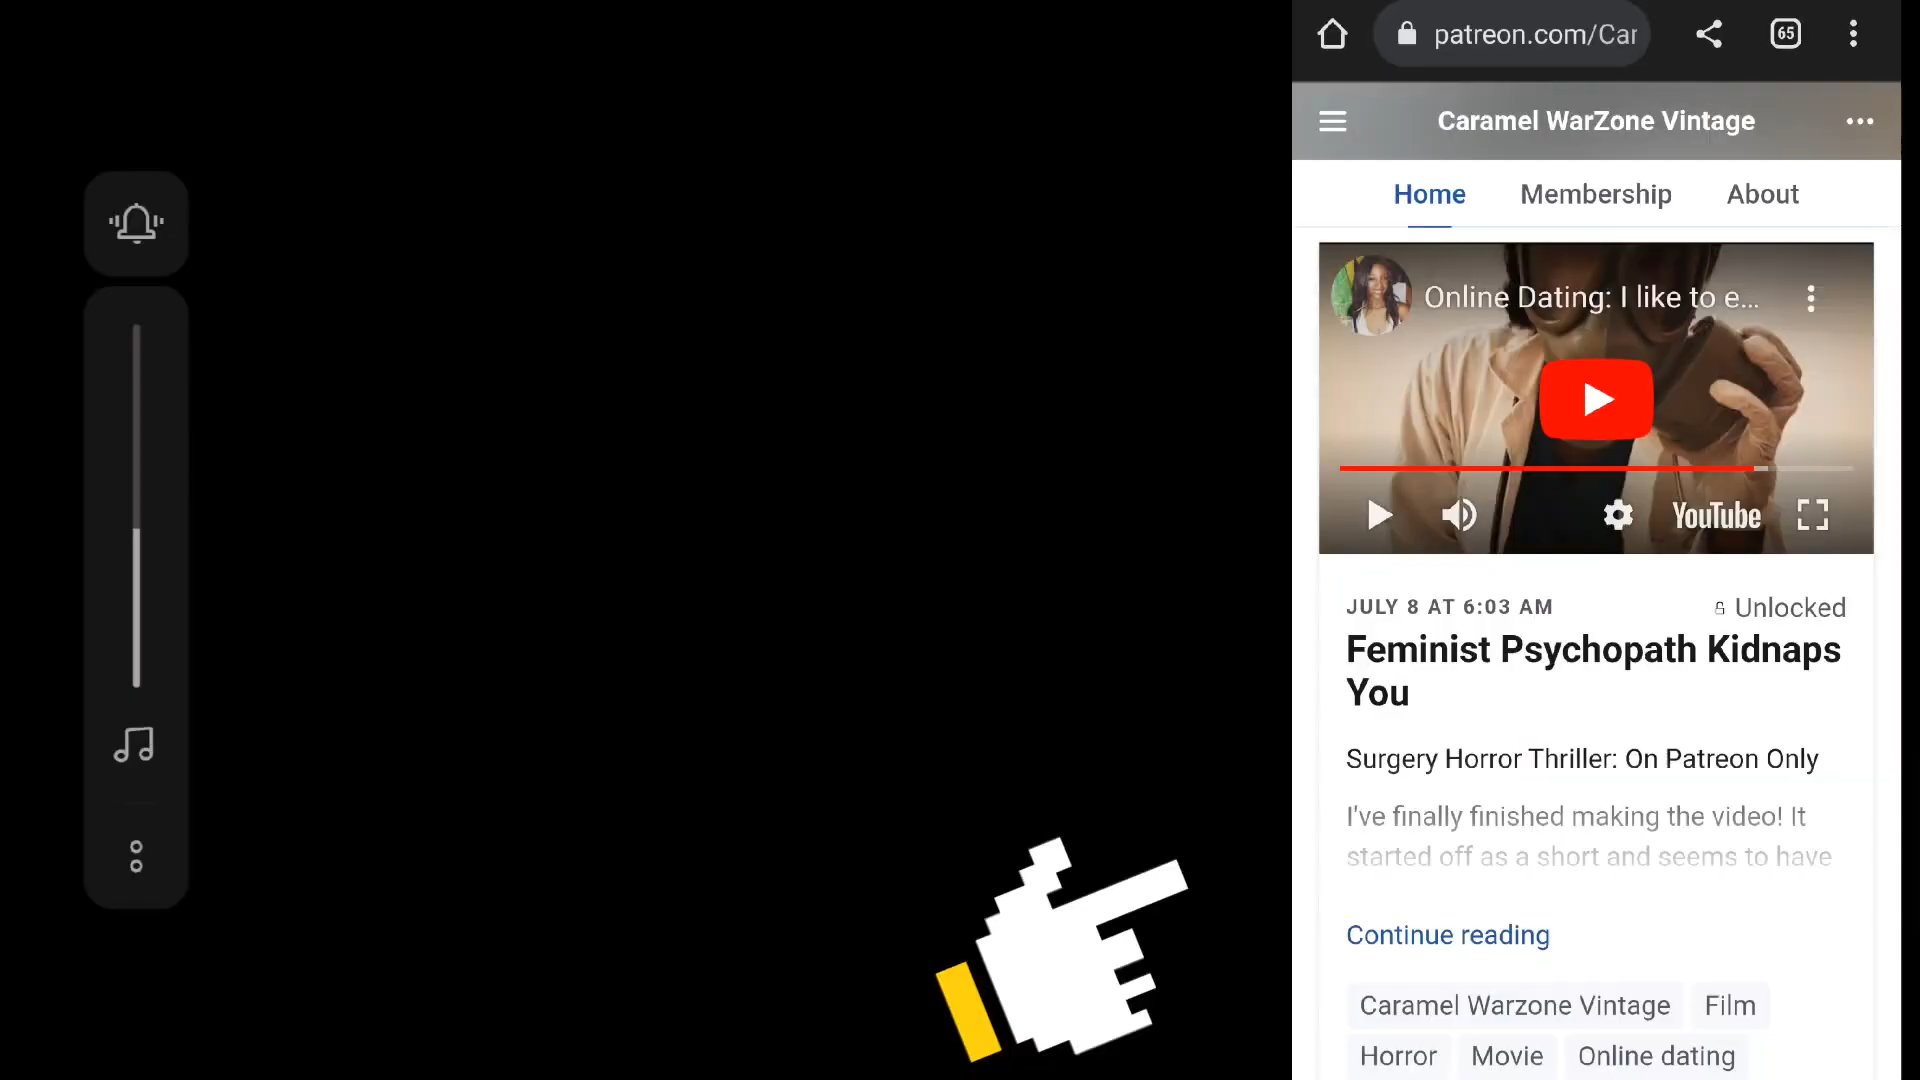 patreon.com/Car
65
Caramel WarZone Vintage
Home Membership About
Online Dating: I like to e...
YouTube
JULY 8 AT 6:03 AM
Unlocked
Feminist Psychopath Kidnaps
You
Surgery Horror Thriller: On Patreon Only
I've finally finished making the video! It
started off as a short and seems to have
Continue reading
Caramel Warzone Vintage Film
Horror Movie Online dating